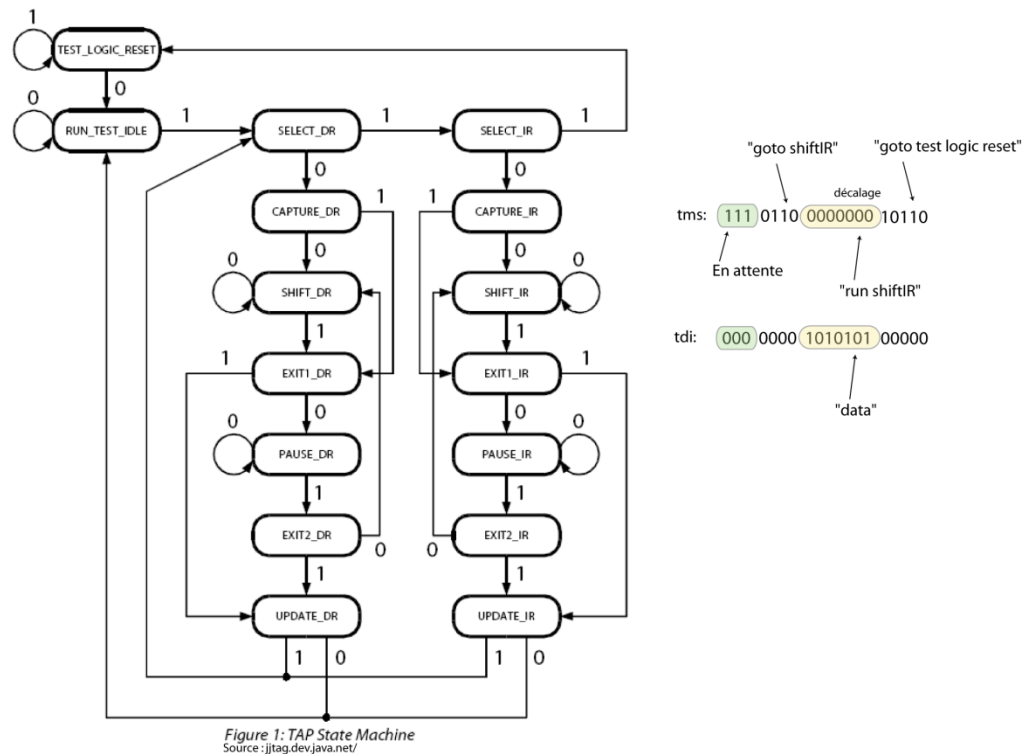 1
TEST_LOGIC_RESET
0
0
RUN_TEST_IDLE
1
SELECT_DR
1
SELECT_IR
1
0
0
CAPTURE_DR
1
1
CAPTURE_IR
0
0
0
SHIFT_DR
SHIFT_IR
0
1
1
1
EXIT1_DR
EXIT1_IR
1
0
0
0
PAUSE_DR
PAUSE_IR
0
1
1
EXIT2_DR
0
0
EXIT2_IR
1
1
UPDATE_DR
UPDATE_IR
1
0
1
0
Figure 1: TAP State Machine
Source : jjtag.dev.java.net/
"goto shiftIR"
"goto test logic reset"
décalage
tms: 111 0110 0000000 10110
En attente
"run shiftIR"
tdi: 000 0000 1010101 00000
"data"